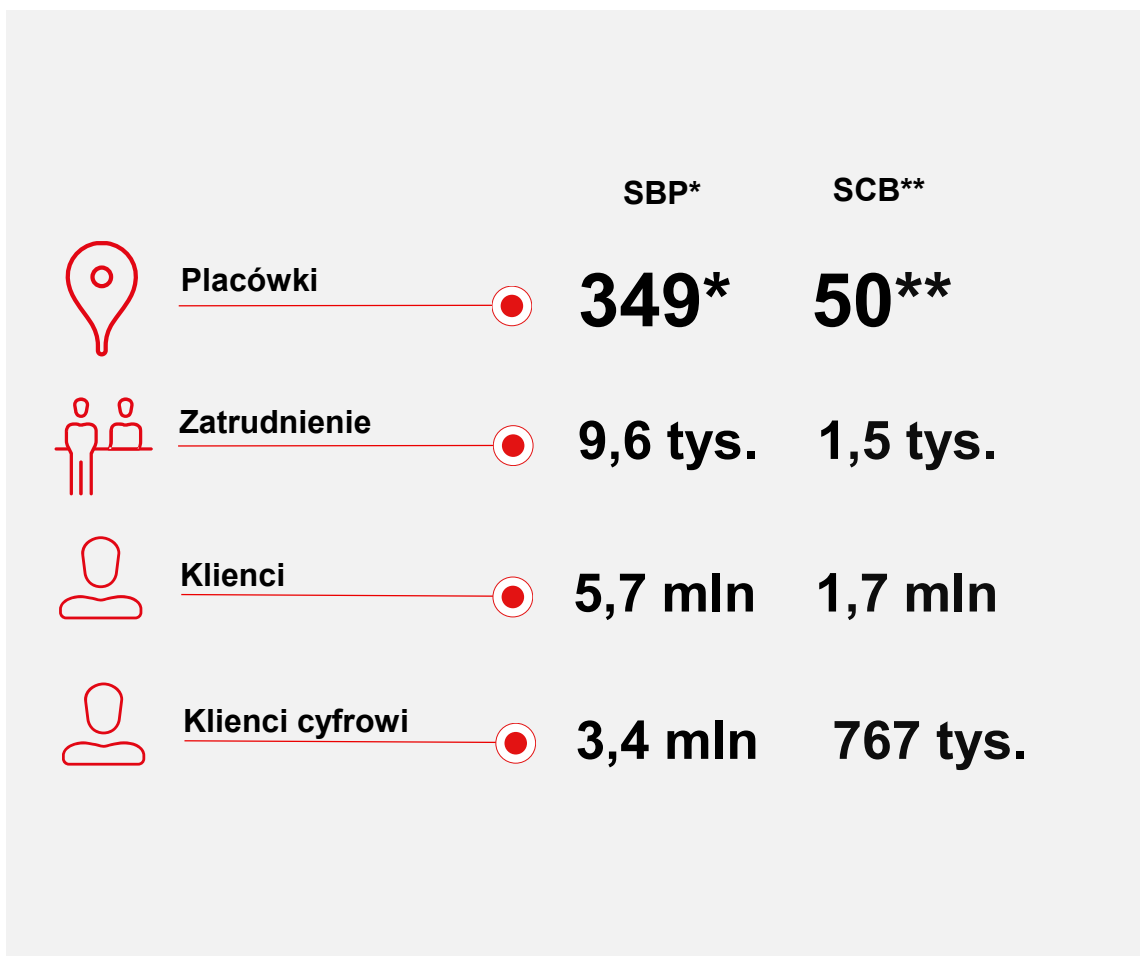 SBP* SCB**
Placówki 349* 50**
Zatrudnienie 9,6 tys. 1,5 tys.
Klienci 5,7 mln 1,7 mln
Klienci cyfrowi 3,4 mln 767 tys.